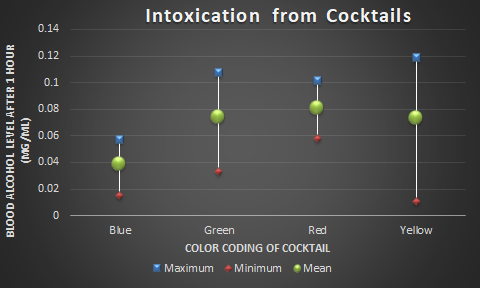 Intoxication from Cocktails
BLOOD ALCOHOL LEVEL AFTER 1 HOUR
(MG/ML)
0.14
0.12
0.1
0.08
0.06
0.04
0.02
0
Blue Green Red Yellow
COLOR CODING OF COCKTAIL
Maximum Minimum Mean